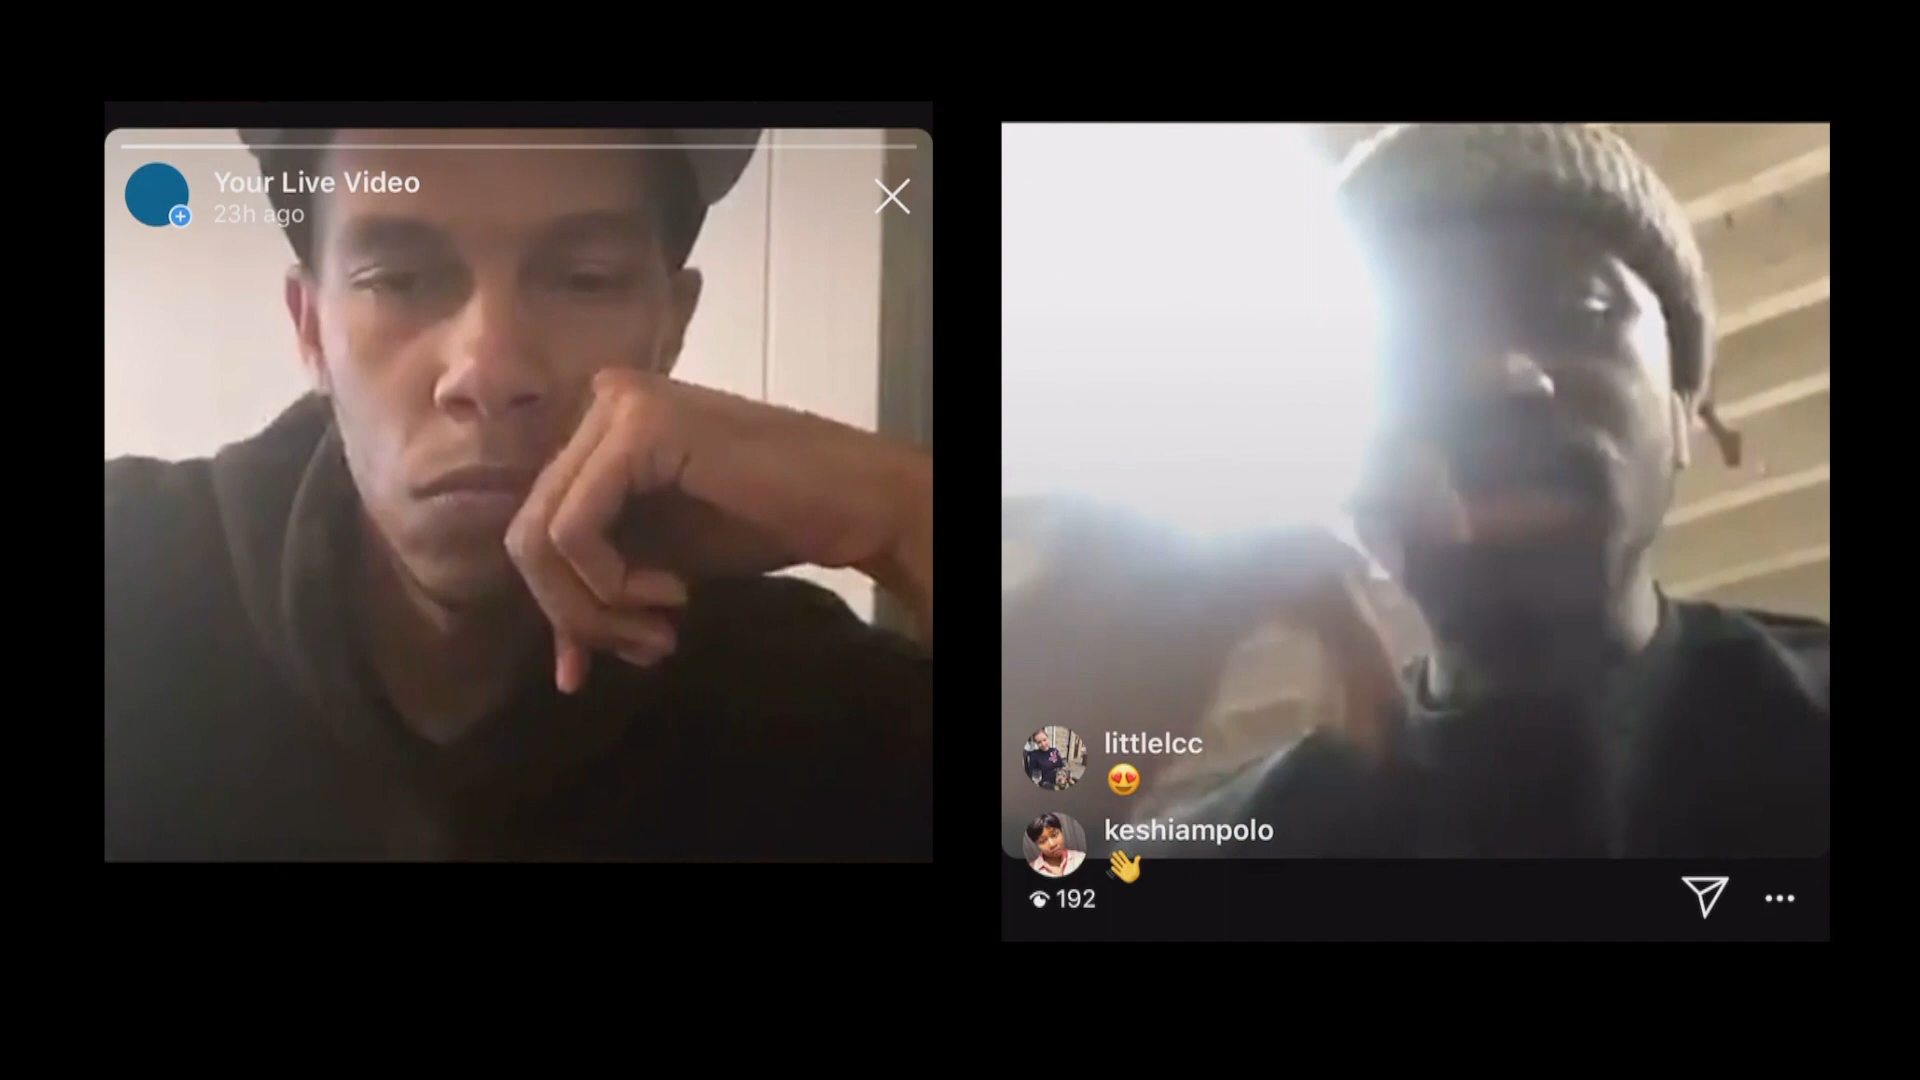 Your Live Video
23h ago
littlelcc
😍
keshiampolo
👋
192